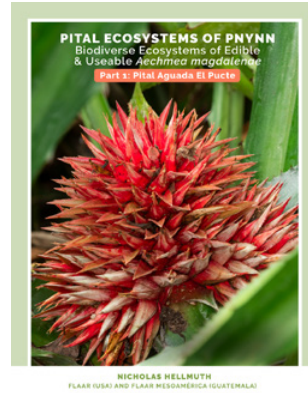 PITAL ECOSYSTEMS OF PNYNN
Biodiverse Ecosystems of Edible
& Useable Aechmea magdalenae
Part 1: Pital Aguada El Pucte
NICHOLAS HELLMUTH
FLAAR (USA) AND FLAAR MESOAMÉRICA (GUATEMALA)